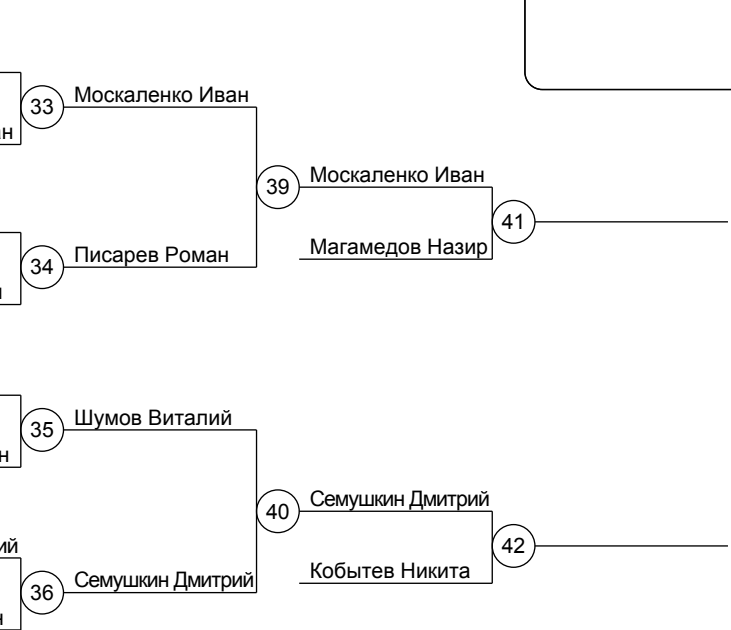 33 Москаленко Иван
39 Москаленко Иван
41
Магамедов Назир
34 Писарев Роман
35 Шумов Виталий
40 Семушкин Дмитрий
42
Кобытев Никита
36 Семушкин Дмитрий